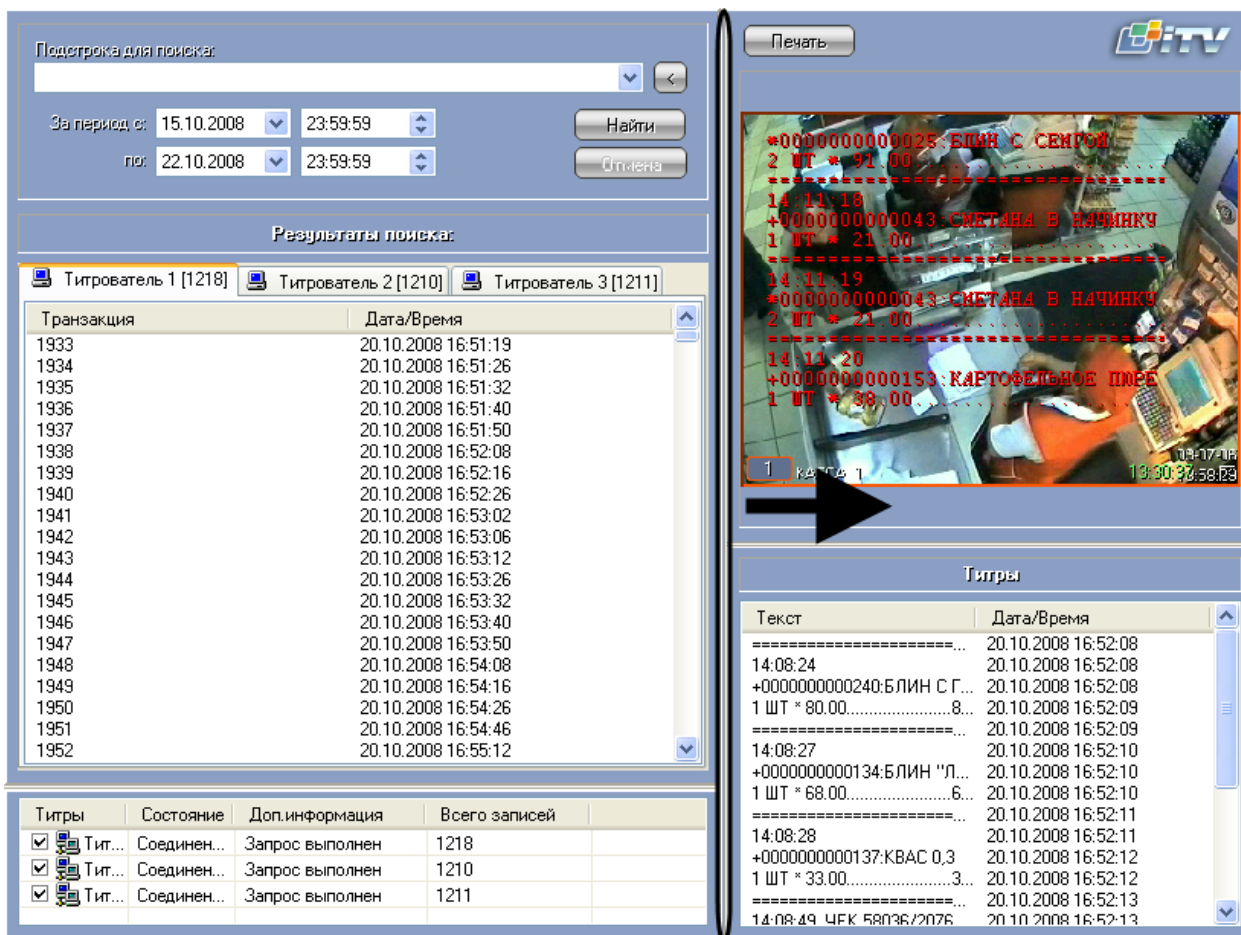 Подстрока для поиска:
<
За период с: 15.10.2008 23:59:59 Найти
по: 22.10.2008 23:59:59 Отмена
Результаты поиска:
Титрователь 1 [1218] Титрователь 2 [1210] Титрователь 3 [1211]
Транзакция Дата/Время
1933 20.10.2008 16:51:19
1934 20.10.2008 16:51:26
1935 20.10.2008 16:51:32
1936 20.10.2008 16:51:40
1937 20.10.2008 16:51:50
1938 20.10.2008 16:52:08
1939 20.10.2008 16:52:16
1940 20.10.2008 16:52:26
1941 20.10.2008 16:53:02
1942 20.10.2008 16:53:06
1943 20.10.2008 16:53:12
1944 20.10.2008 16:53:26
1945 20.10.2008 16:53:32
1946 20.10.2008 16:53:40
1947 20.10.2008 16:53:50
1948 20.10.2008 16:54:08
1949 20.10.2008 16:54:16
1950 20.10.2008 16:54:26
1951 20.10.2008 16:54:46
1952 20.10.2008 16:55:12
Титры Состояние Доп.информация Всего записей
Тит... Соединен... Запрос выполнен 1218
Тит... Соединен... Запрос выполнен 1210
Тит... Соединен... Запрос выполнен 1211
Печать
iTV
*0000000000025:БЛИН С СЕМГОЙ
2 ШТ * 91.00
14:11:18
+0000000000043:СМЕТАНА В НАЧИНКУ
1 ШТ * 21.00
14:11:19
*0000000000043:СМЕТАНА В НАЧИНКУ
2 ШТ * 21.00
14:11:20
+0000000000153:КАРТОФЕЛЬНОЕ ПЮРЕ
1 ШТ * 38.00
1
Титры
Текст Дата/Время
=====================... 20.10.2008 16:52:08
14:08:24 20.10.2008 16:52:08
+0000000000240:БЛИН С Г... 20.10.2008 16:52:08
1 ШТ * 80.00.......................8... 20.10.2008 16:52:09
=====================... 20.10.2008 16:52:09
14:08:27 20.10.2008 16:52:10
+0000000000134:БЛИН "Л... 20.10.2008 16:52:10
1 ШТ * 68.00.......................6... 20.10.2008 16:52:11
=====================... 20.10.2008 16:52:11
14:08:28 20.10.2008 16:52:11
+0000000000137:КВАС 0,3 20.10.2008 16:52:12
1 ШТ * 33.00.......................3... 20.10.2008 16:52:12
=====================... 20.10.2008 16:52:13
14:08:49 ЧЕК 58036/2076 20.10.2008 16:52:13